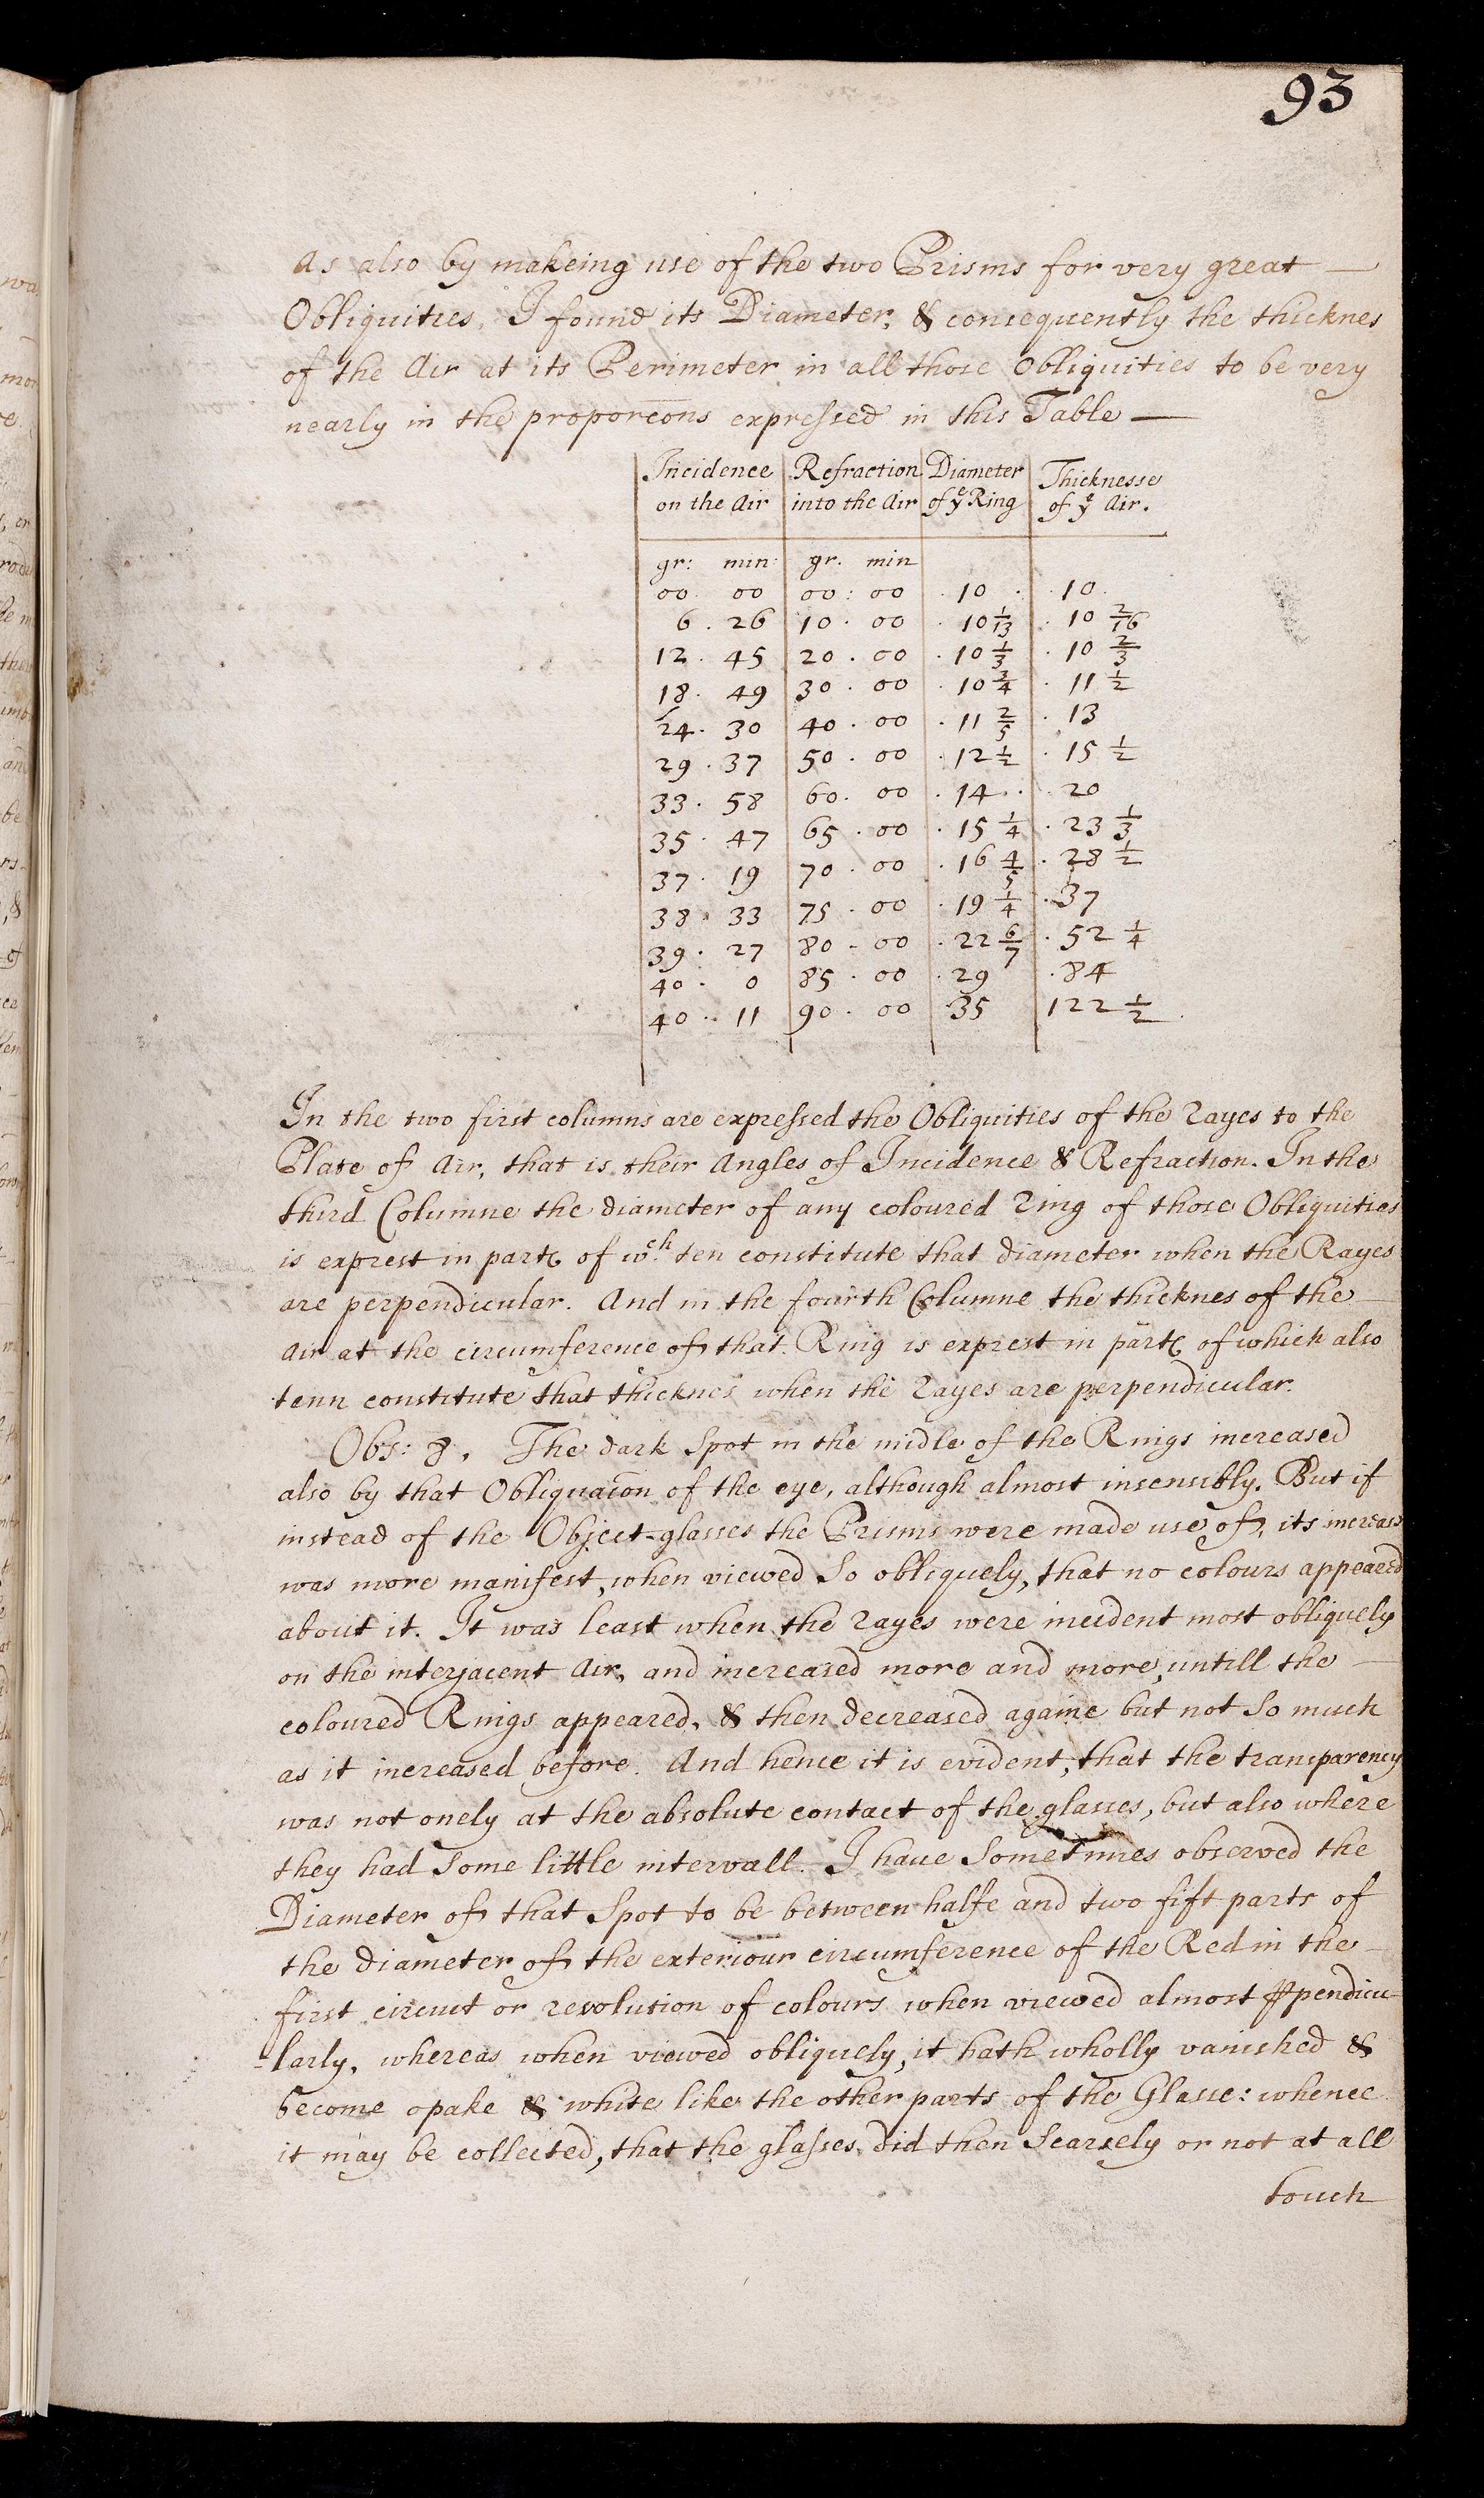 93
as also by makeing use of the two Prisms for very great —
Obliquities. I found its Diameter, & consequently the thicknes
of the Air at its Perimeter in all those Obliquities to be very
nearly in the proporc̄ons expressed in this Table —
Incidence on the Air | Refraction into the Air | Diameter of yᵉ Ring | Thicknesse of yᵉ Air.
gr: min: | gr. min
00 00 | 00 : 00 | 10 | 10
6 . 26 | 10 . 00 | 10 1/13 | 10 2/16
12 . 45 | 20 . 00 | 10 1/3 | 10 2/3
18 . 49 | 30 . 00 | 10 3/4 | 11 1/2
24 . 30 | 40 . 00 | 11 2/5 | 13
29 . 37 | 50 . 00 | 12 1/2 | 15 1/2
33 . 58 | 60 . 00 | 14 | 20
35 . 47 | 65 . 00 | 15 1/4 | 23 1/3
37 . 19 | 70 . 00 | 16 4/5 | 28 1/2
38 . 33 | 75 . 00 | 19 1/4 | 37
39 . 27 | 80 . 00 | 22 6/7 | 52 1/4
40 . 0 | 85 . 00 | 29 | 84
40 . 11 | 90 . 00 | 35 | 122 1/2
In the two first columns are expressed the Obliquities of the rayes to the
Plate of Air, that is their Angles of Incidence & Refraction. In the
third Columne the diameter of any coloured ring of those Obliquities
is exprest in partę of wᶜʰ ten constitute that diameter when the Rayes
are perpendicular. And in the fourth Columne the thicknes of the
Air at the circumference of that Ring is exprest in partę of which also
tenn constitute that thicknes when the rayes are perpendicular.
Obs: 8. The dark Spot in the midle of the Rings increased
also by that Obliquaīon of the eye, although almost insensibly. But if
instead of the Object-glasses the Prisms were made use of, its increase
was more manifest, when viewed so obliquely, that no colours appeared
about it. It was least when the rayes were incident most obliquely
on the interjacent Air, and increased more and more, untill the —
coloured Rings appeared, & then decreased againe but not so much
as it increased before. And hence it is evident, that the transparency
was not onely at the absolute contact of the glasses, but also where
they had some little intervall. I haue Sometimes observed the
Diameter of that Spot to be between halfe and two fift parts of
the diameter of the exteriour circumference of the Red in the —
first circuit or revolution of colours when viewed almost ꝑpendicu-
-larly, whereas when viewed obliquely, it hath wholly vanished &
become opake & white like the other parts of the Glasse: whence
it may be collected, that the glasses did then Scarsely or not at all
touch